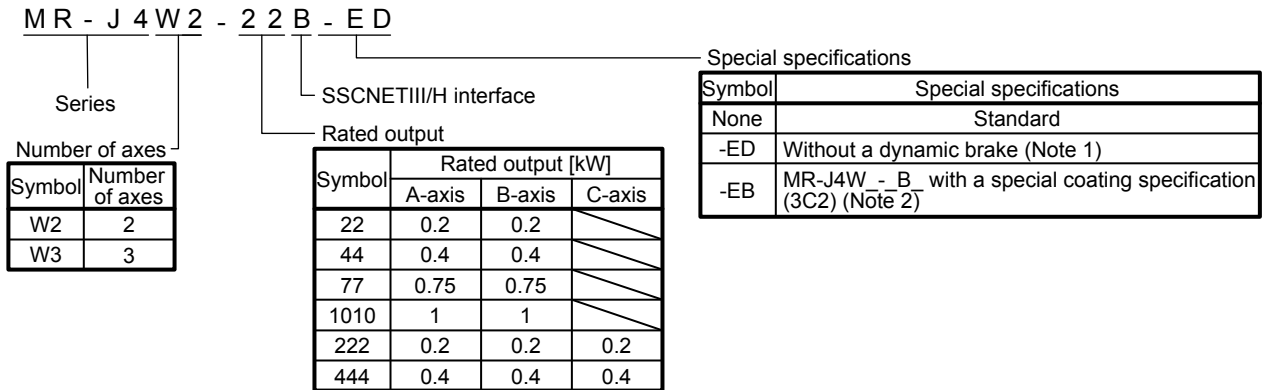 MR-J4W2-22B-ED
Series
Number of axes
Symbol Number of axes
W2 2
W3 3
SSCNETIII/H interface
Rated output
Symbol Rated output [kW]
A-axis B-axis C-axis
22 0.2 0.2
44 0.4 0.4
77 0.75 0.75
1010 1 1
222 0.2 0.2 0.2
444 0.4 0.4 0.4
Special specifications
Symbol Special specifications
None Standard
-ED Without a dynamic brake (Note 1)
-EB MR-J4W_-_B_ with a special coating specification
(3C2) (Note 2)